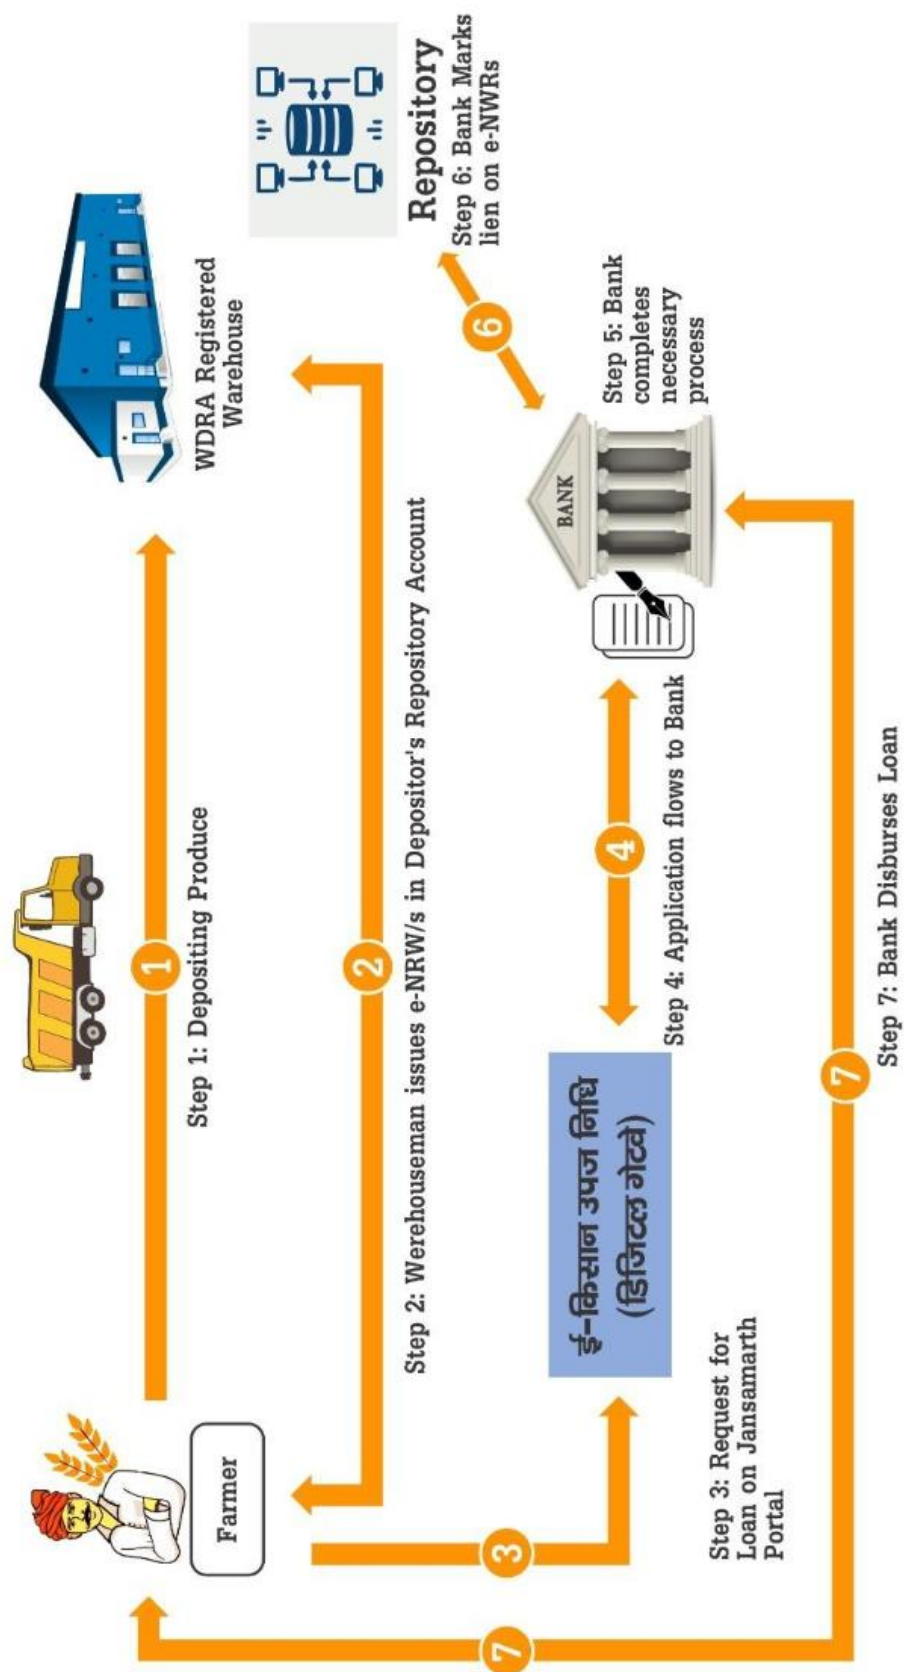 1
Step 1: Depositing Produce
WDRA Registered
Warehouse
Farmer
2
Step 2: Werehouseman issues e-NRW/s in Depositor's Repository Account
Repository
Step 6: Bank Marks
lien on e-NWRs
6
3
Step 3: Request for
Loan on Jansamarth
Portal
ई-किसान उपज निधि
(डिजिटल गेटवे)
4
Step 4: Application flows to Bank
BANK
Step 5: Bank
completes
necessary
process
7
7
Step 7: Bank Disburses Loan